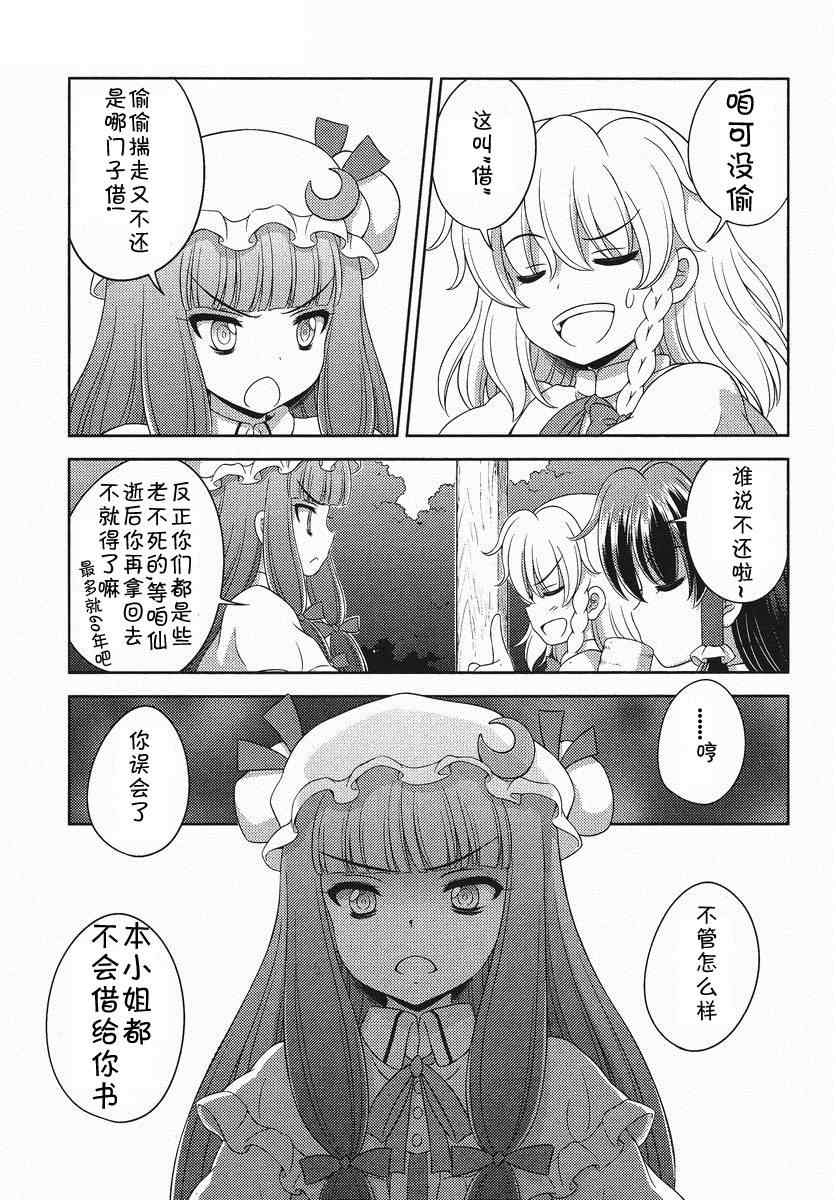 咱可没偷
这叫“借”
偷偷揣走又不还
是哪门子借！
谁说不还啦~
反正你们都是些
老不死的,等咱仙
逝后你再拿回去
不就得了嘛
最多就60年吧
……哼
你误会了
不管怎么样
本小姐都
不会借给你书